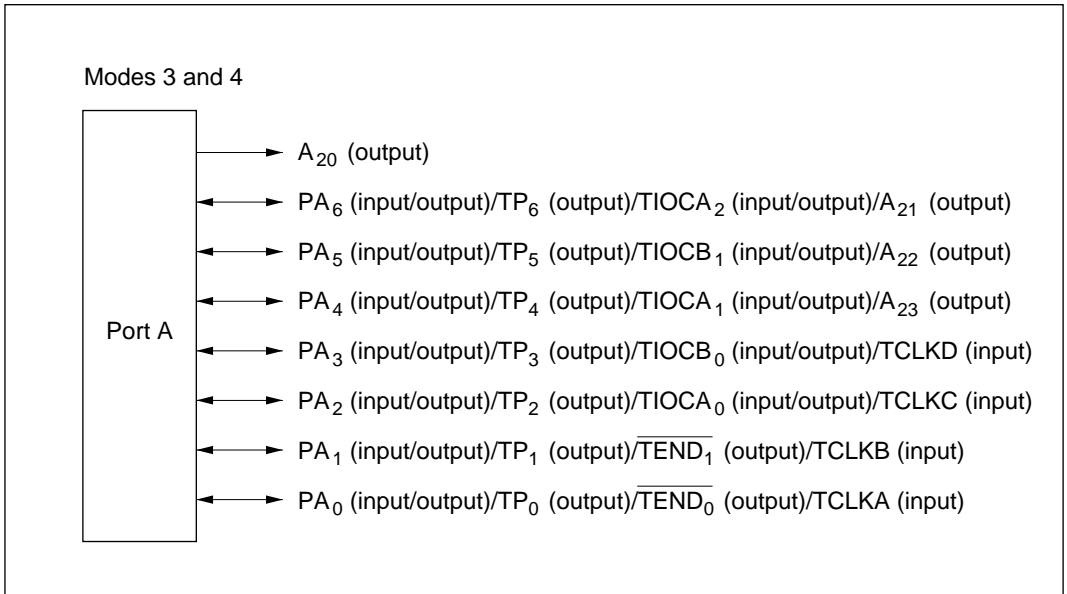 Modes 3 and 4
A20 (output)
PA6 (input/output)/TP6 (output)/TIOCA2 (input/output)/A21 (output)
PA5 (input/output)/TP5 (output)/TIOCB1 (input/output)/A22 (output)
PA4 (input/output)/TP4 (output)/TIOCA1 (input/output)/A23 (output)
Port A
PA3 (input/output)/TP3 (output)/TIOCB0 (input/output)/TCLKD (input)
PA2 (input/output)/TP2 (output)/TIOCA0 (input/output)/TCLKC (input)
PA1 (input/output)/TP1 (output)/TEND1 (output)/TCLKB (input)
PA0 (input/output)/TP0 (output)/TEND0 (output)/TCLKA (input)